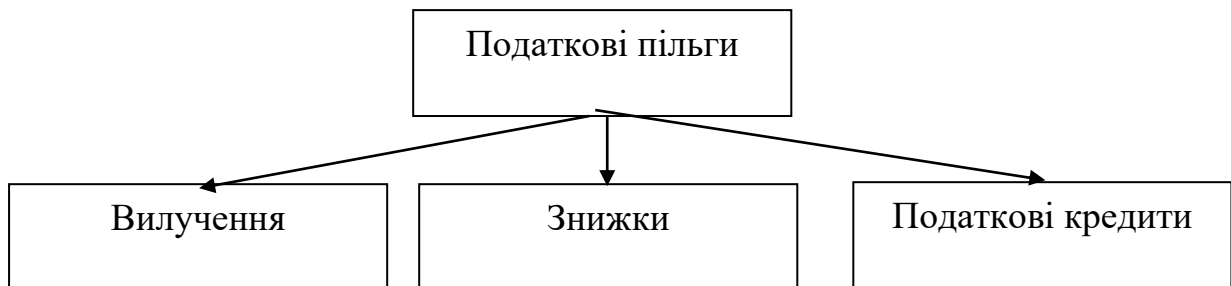 Податкові пільги
Вилучення
Знижки
Податкові кредити